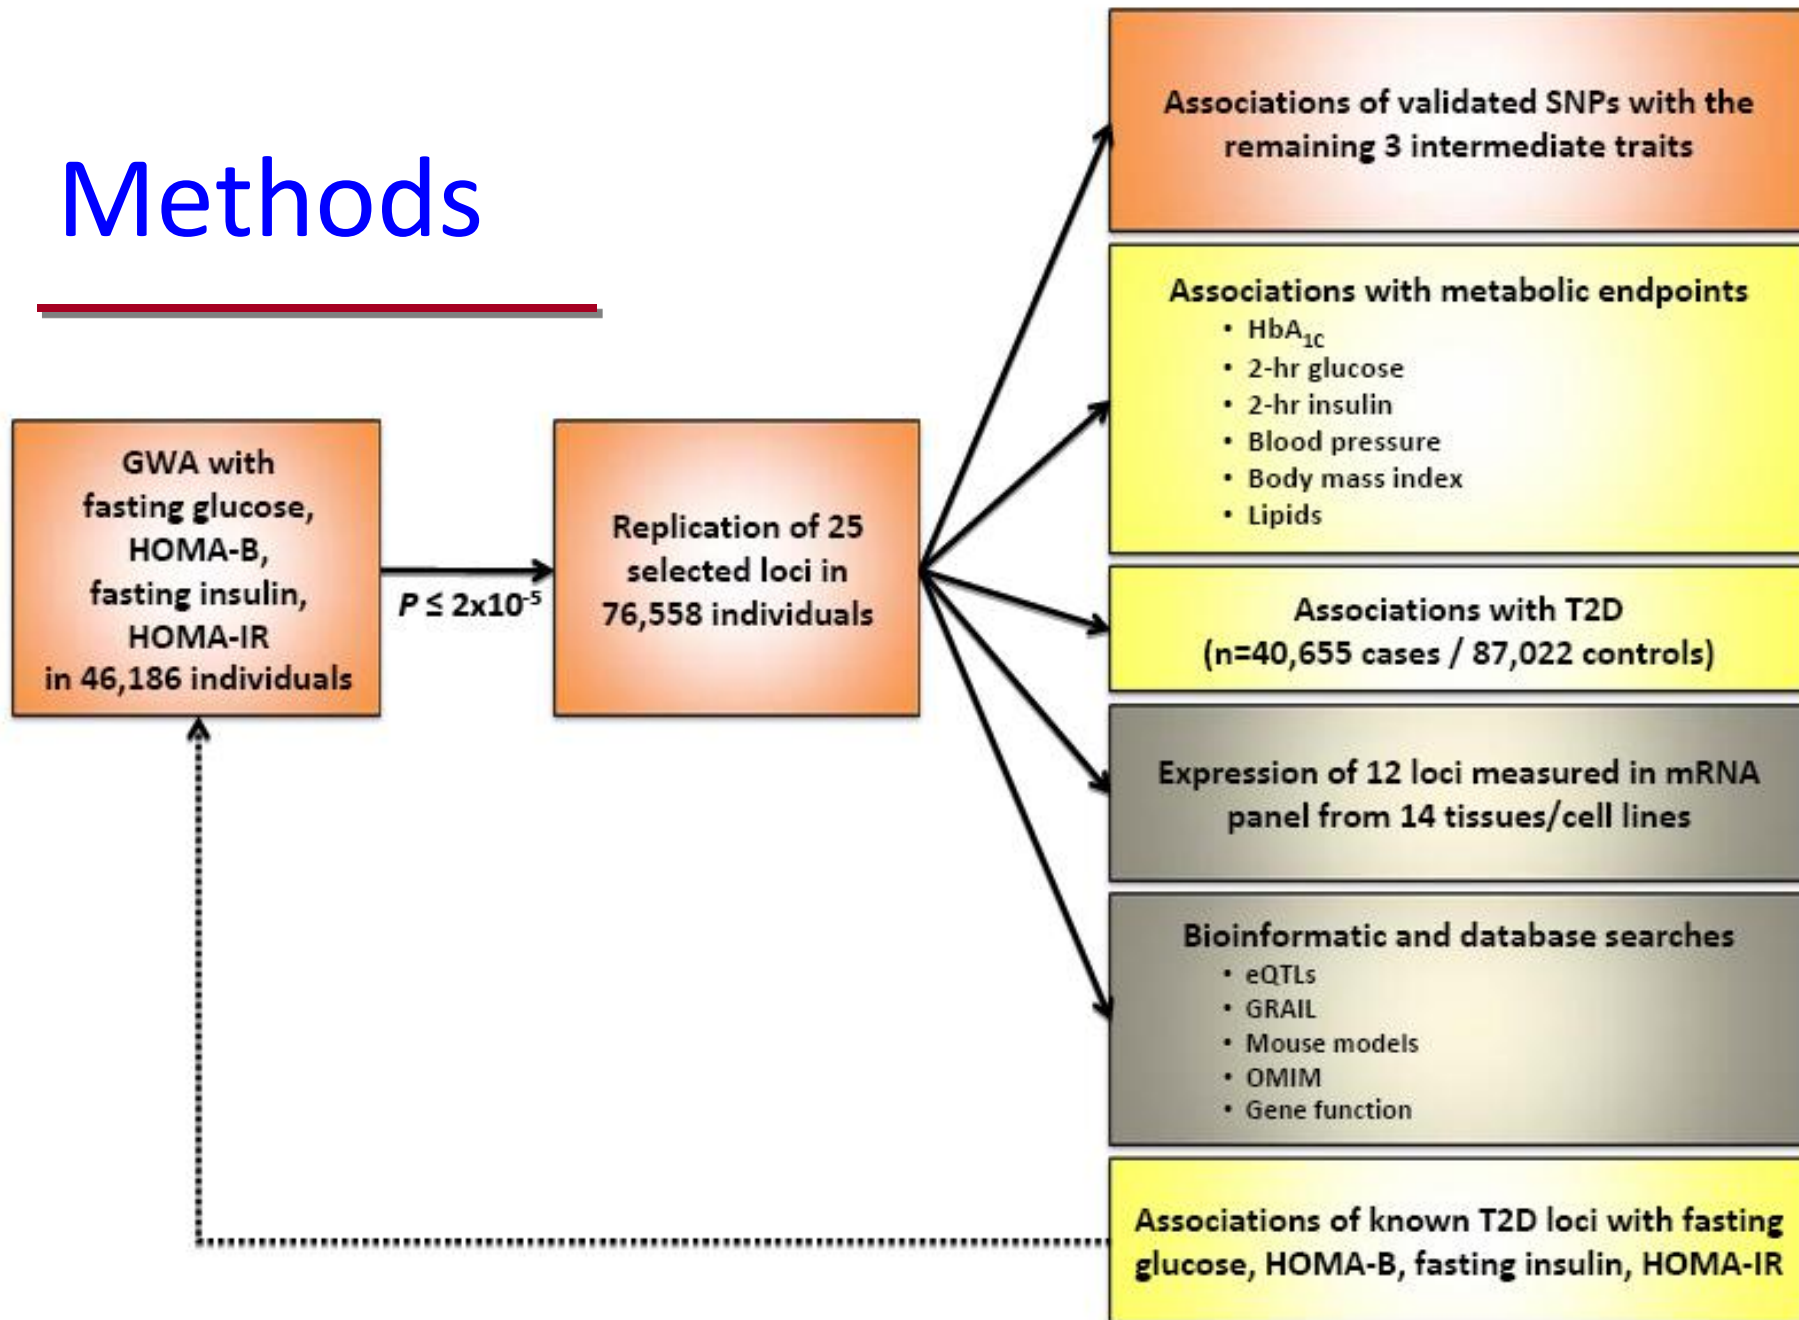 Methods
GWA with
fasting glucose,
HOMA-B,
fasting insulin,
HOMA-IR
in 46,186 individuals
P ≤ 2x10⁻⁵
Replication of 25
selected loci in
76,558 individuals
Associations of validated SNPs with the
remaining 3 intermediate traits
Associations with metabolic endpoints
• HbA₁C
• 2-hr glucose
• 2-hr insulin
• Blood pressure
• Body mass index
• Lipids
Associations with T2D
(n=40,655 cases / 87,022 controls)
Expression of 12 loci measured in mRNA
panel from 14 tissues/cell lines
Bioinformatic and database searches
• eQTLs
• GRAIL
• Mouse models
• OMIM
• Gene function
Associations of known T2D loci with fasting
glucose, HOMA-B, fasting insulin, HOMA-IR